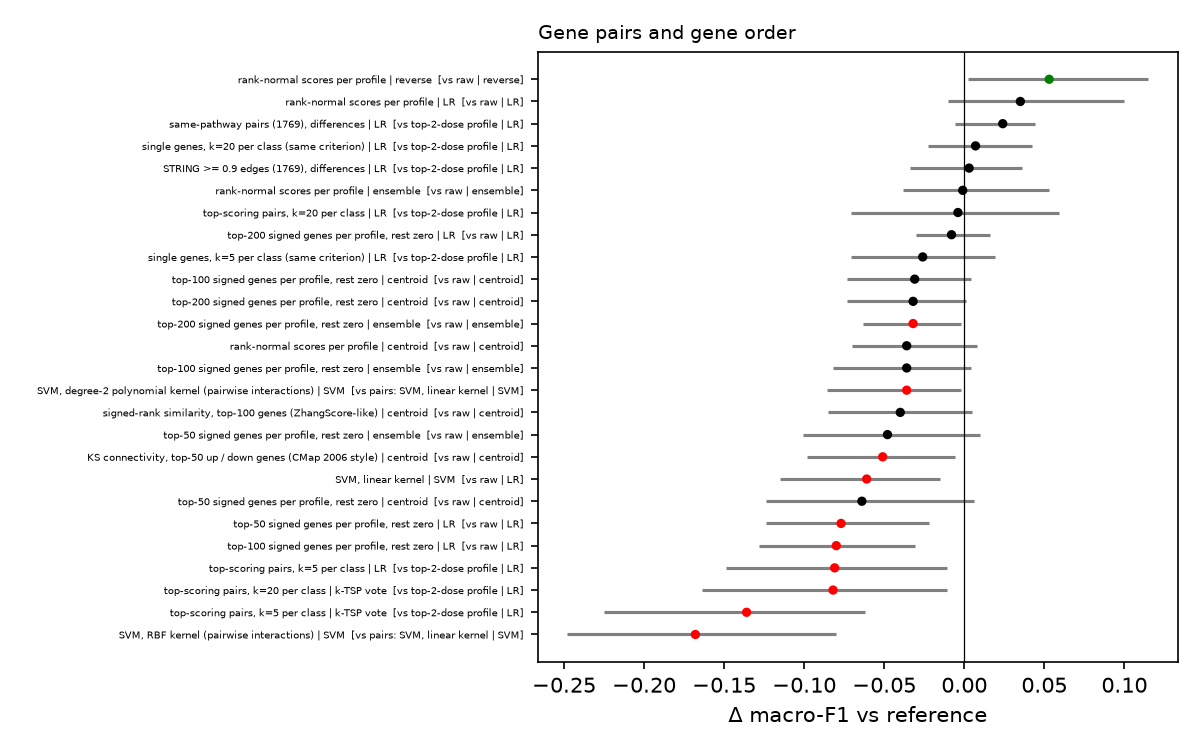 Gene pairs and gene order
rank-normal scores per profile | reverse  [vs raw | reverse]
rank-normal scores per profile | LR  [vs raw | LR]
same-pathway pairs (1769), differences | LR  [vs top-2-dose profile | LR]
single genes, k=20 per class (same criterion) | LR  [vs top-2-dose profile | LR]
STRING >= 0.9 edges (1769), differences | LR  [vs top-2-dose profile | LR]
rank-normal scores per profile | ensemble  [vs raw | ensemble]
top-scoring pairs, k=20 per class | LR  [vs top-2-dose profile | LR]
top-200 signed genes per profile, rest zero | LR  [vs raw | LR]
single genes, k=5 per class (same criterion) | LR  [vs top-2-dose profile | LR]
top-100 signed genes per profile, rest zero | centroid  [vs raw | centroid]
top-200 signed genes per profile, rest zero | centroid  [vs raw | centroid]
top-200 signed genes per profile, rest zero | ensemble  [vs raw | ensemble]
rank-normal scores per profile | centroid  [vs raw | centroid]
top-100 signed genes per profile, rest zero | ensemble  [vs raw | ensemble]
SVM, degree-2 polynomial kernel (pairwise interactions) | SVM  [vs pairs: SVM, linear kernel | SVM]
signed-rank similarity, top-100 genes (ZhangScore-like) | centroid  [vs raw | centroid]
top-50 signed genes per profile, rest zero | ensemble  [vs raw | ensemble]
KS connectivity, top-50 up / down genes (CMap 2006 style) | centroid  [vs raw | centroid]
SVM, linear kernel | SVM  [vs raw | LR]
top-50 signed genes per profile, rest zero | centroid  [vs raw | centroid]
top-50 signed genes per profile, rest zero | LR  [vs raw | LR]
top-100 signed genes per profile, rest zero | LR  [vs raw | LR]
top-scoring pairs, k=5 per class | LR  [vs top-2-dose profile | LR]
top-scoring pairs, k=20 per class | k-TSP vote  [vs top-2-dose profile | LR]
top-scoring pairs, k=5 per class | k-TSP vote  [vs top-2-dose profile | LR]
SVM, RBF kernel (pairwise interactions) | SVM  [vs pairs: SVM, linear kernel | SVM]
−0.25 −0.20 −0.15 −0.10 −0.05 0.00 0.05 0.10
Δ macro-F1 vs reference